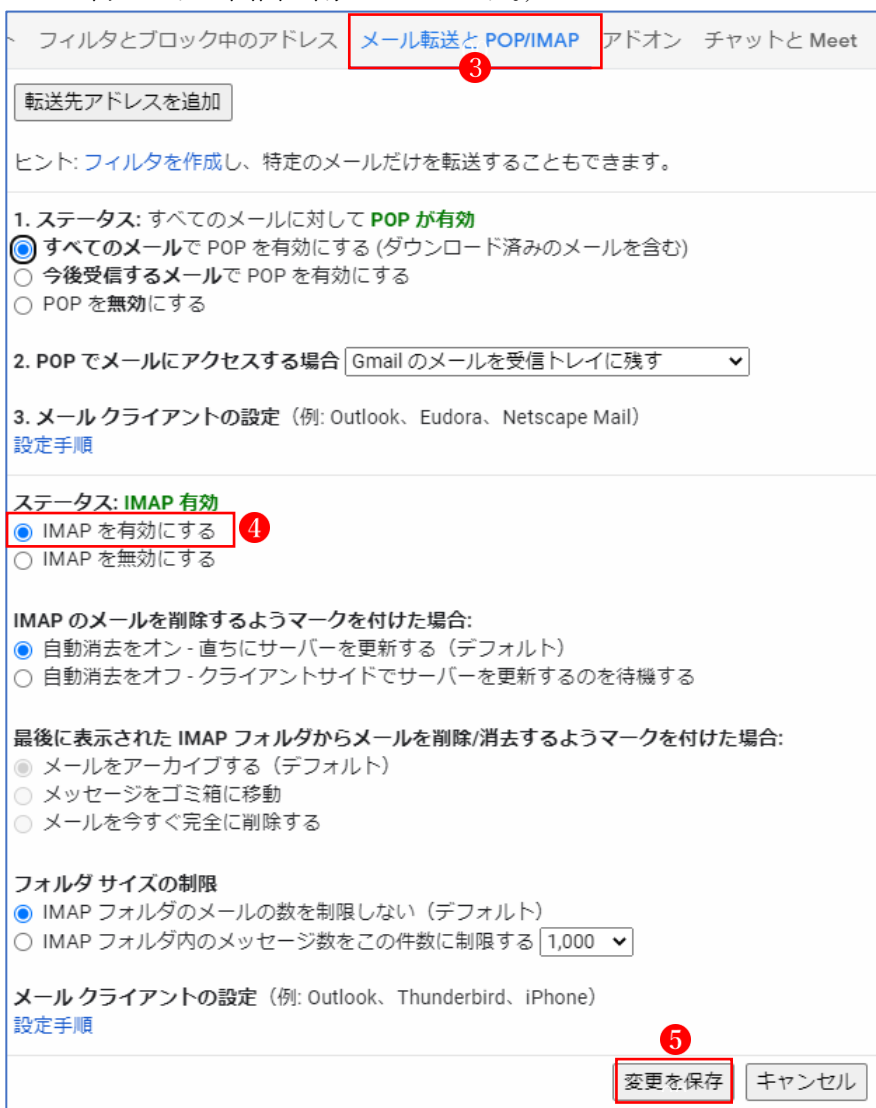 フィルタとブロック中のアドレス メール転送と POP/IMAP アドオン チャットと Meet
3
転送先アドレスを追加
ヒント: フィルタを作成し、特定のメールだけを転送することもできます。
1. ステータス: すべてのメールに対して POP が有効
すべてのメールで POP を有効にする (ダウンロード済みのメールを含む)
今後受信するメールで POP を有効にする
POP を無効にする
2. POP でメールにアクセスする場合 Gmail のメールを受信トレイに残す
3. メール クライアントの設定（例: Outlook、Eudora、Netscape Mail）
設定手順
ステータス: IMAP 有効
IMAP を有効にする 4
IMAP を無効にする
IMAP のメールを削除するようマークを付けた場合:
自動消去をオン - 直ちにサーバーを更新する（デフォルト）
自動消去をオフ - クライアントサイドでサーバーを更新するのを待機する
最後に表示された IMAP フォルダからメールを削除/消去するようマークを付けた場合:
メールをアーカイブする（デフォルト）
メッセージをゴミ箱に移動
メールを今すぐ完全に削除する
フォルダ サイズの制限
IMAP フォルダのメールの数を制限しない（デフォルト）
IMAP フォルダ内のメッセージ数をこの件数に制限する 1,000
メール クライアントの設定（例: Outlook、Thunderbird、iPhone）
設定手順
5
変更を保存 キャンセル